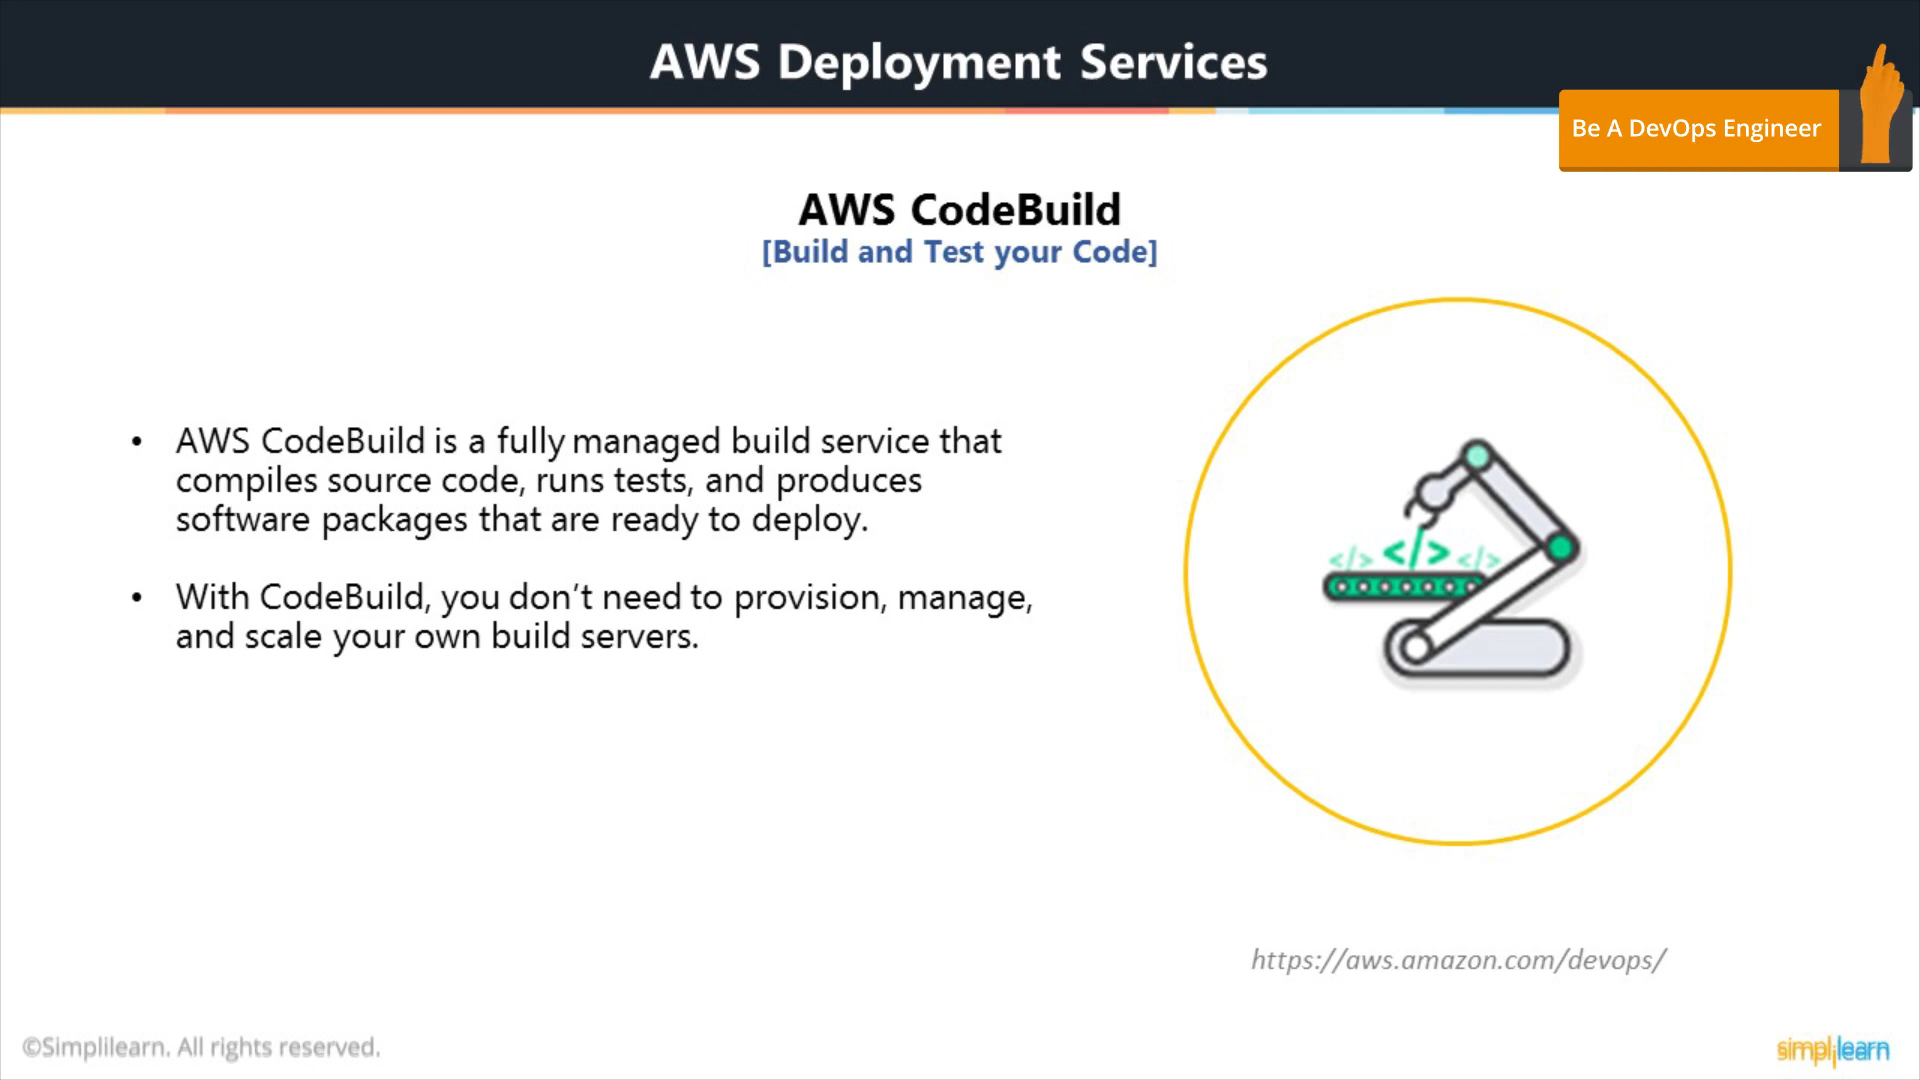 AWS Deployment Services
Be A DevOps Engineer
AWS CodeBuild
[Build and Test your Code]
• AWS CodeBuild is a fully managed build service that
compiles source code, runs tests, and produces
software packages that are ready to deploy.
• With CodeBuild, you don't need to provision, manage,
and scale your own build servers.
</> </> </>
https://aws.amazon.com/devops/
©Simplilearn. All rights reserved.
simplilearn